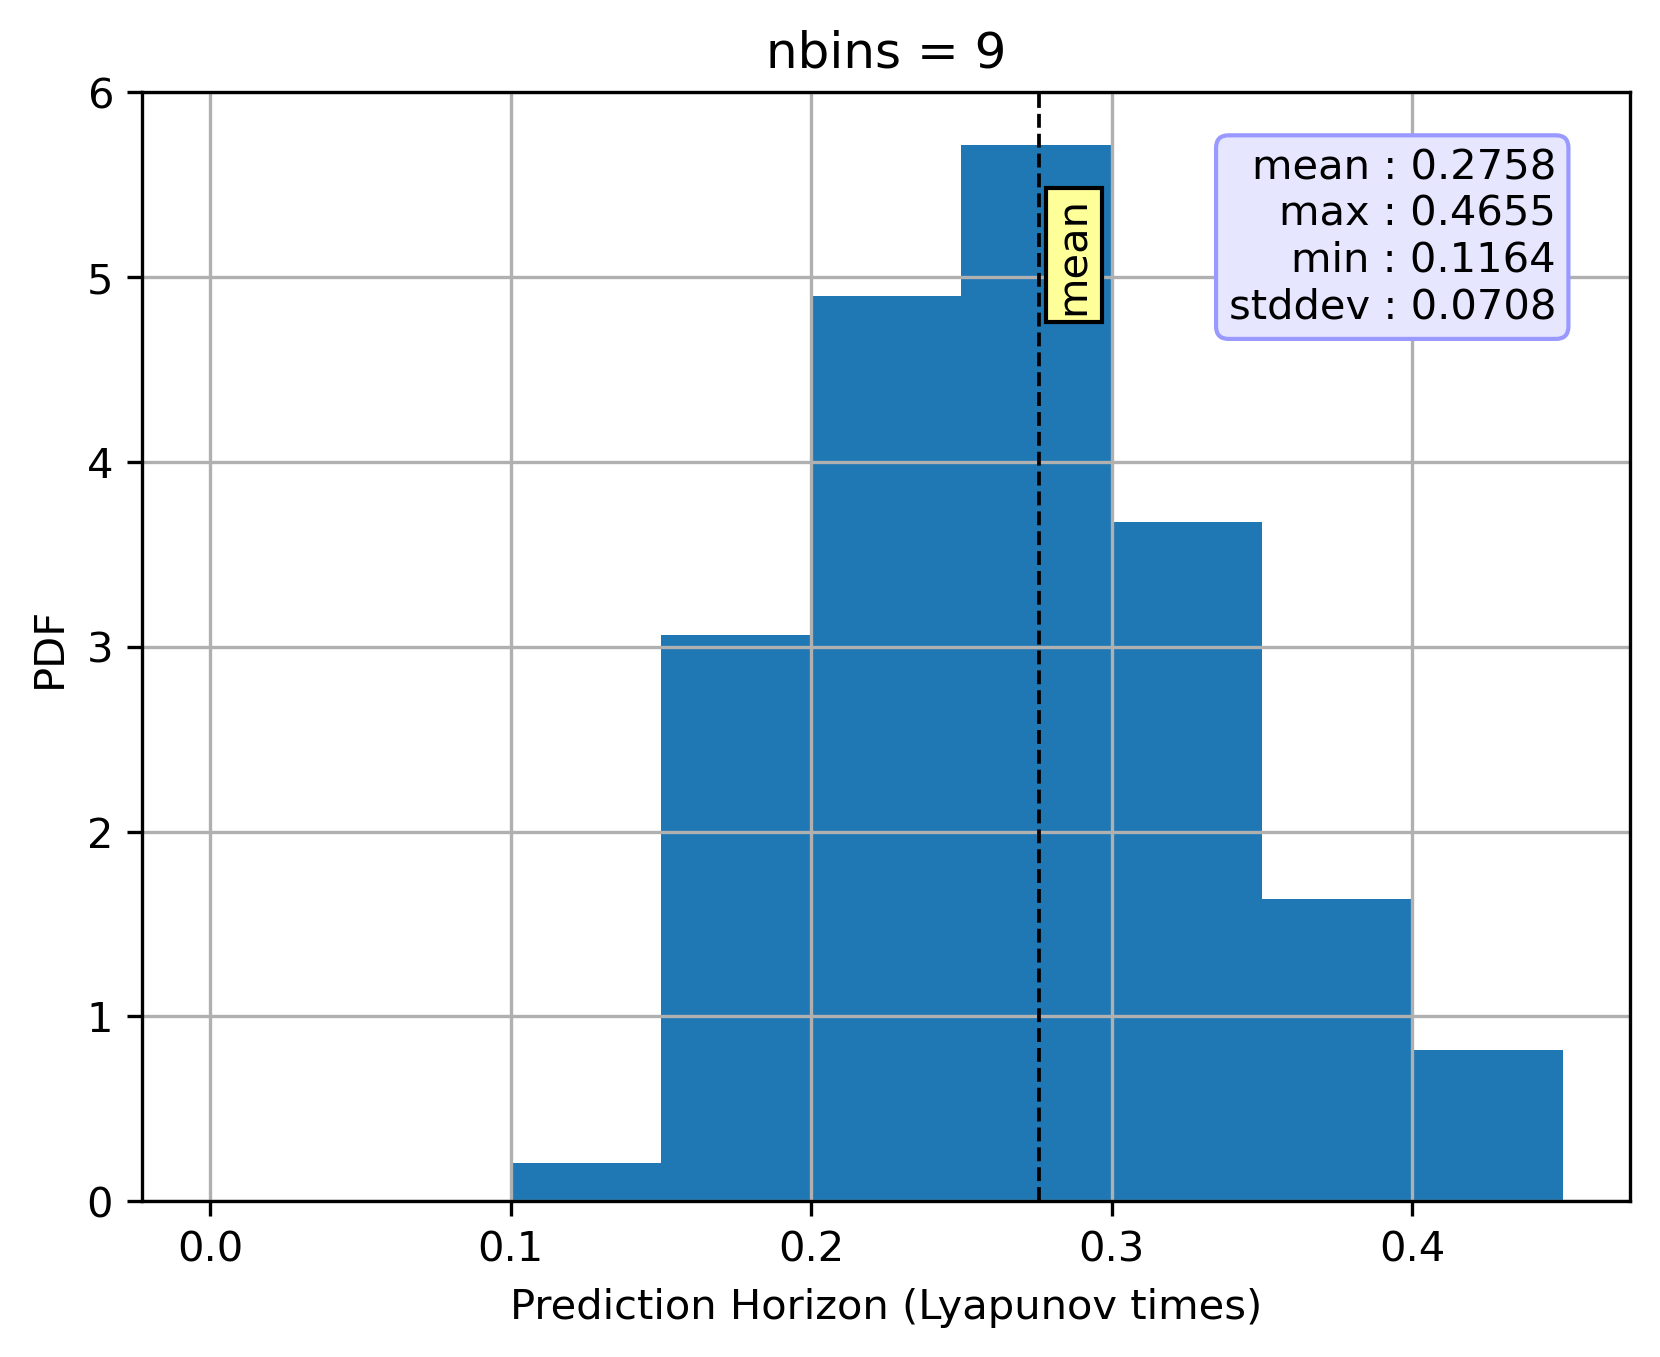 nbins = 9
6
5
4
3
2
1
0
PDF
mean
mean : 0.2758
max : 0.4655
min : 0.1164
stddev : 0.0708
0.0 0.1 0.2 0.3 0.4
Prediction Horizon (Lyapunov times)